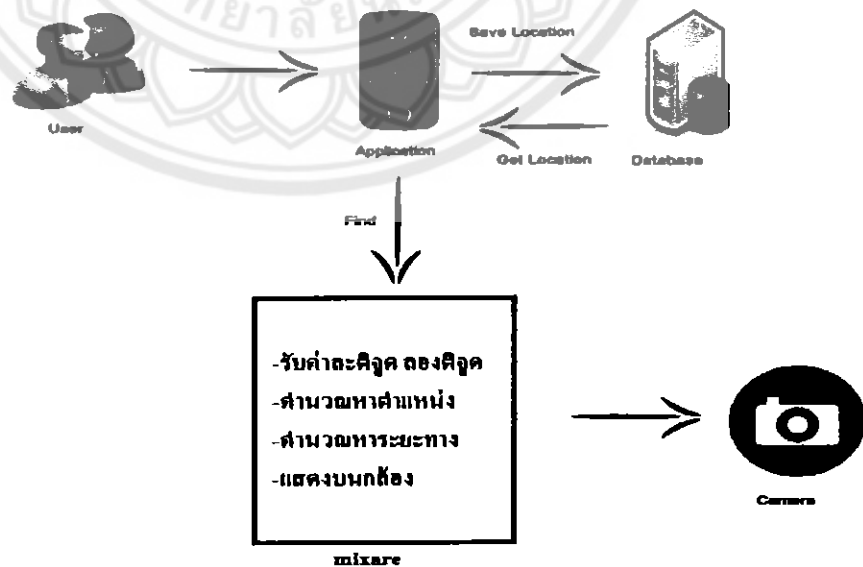 Save Location
User
Application
Get Location
Database
Find
-รับค่าละติจูด ลองติจูด
-คำนวณหาตำแหน่ง
-คำนวณหาระยะทาง
-แสดงบนกล้อง
Camera
mixare